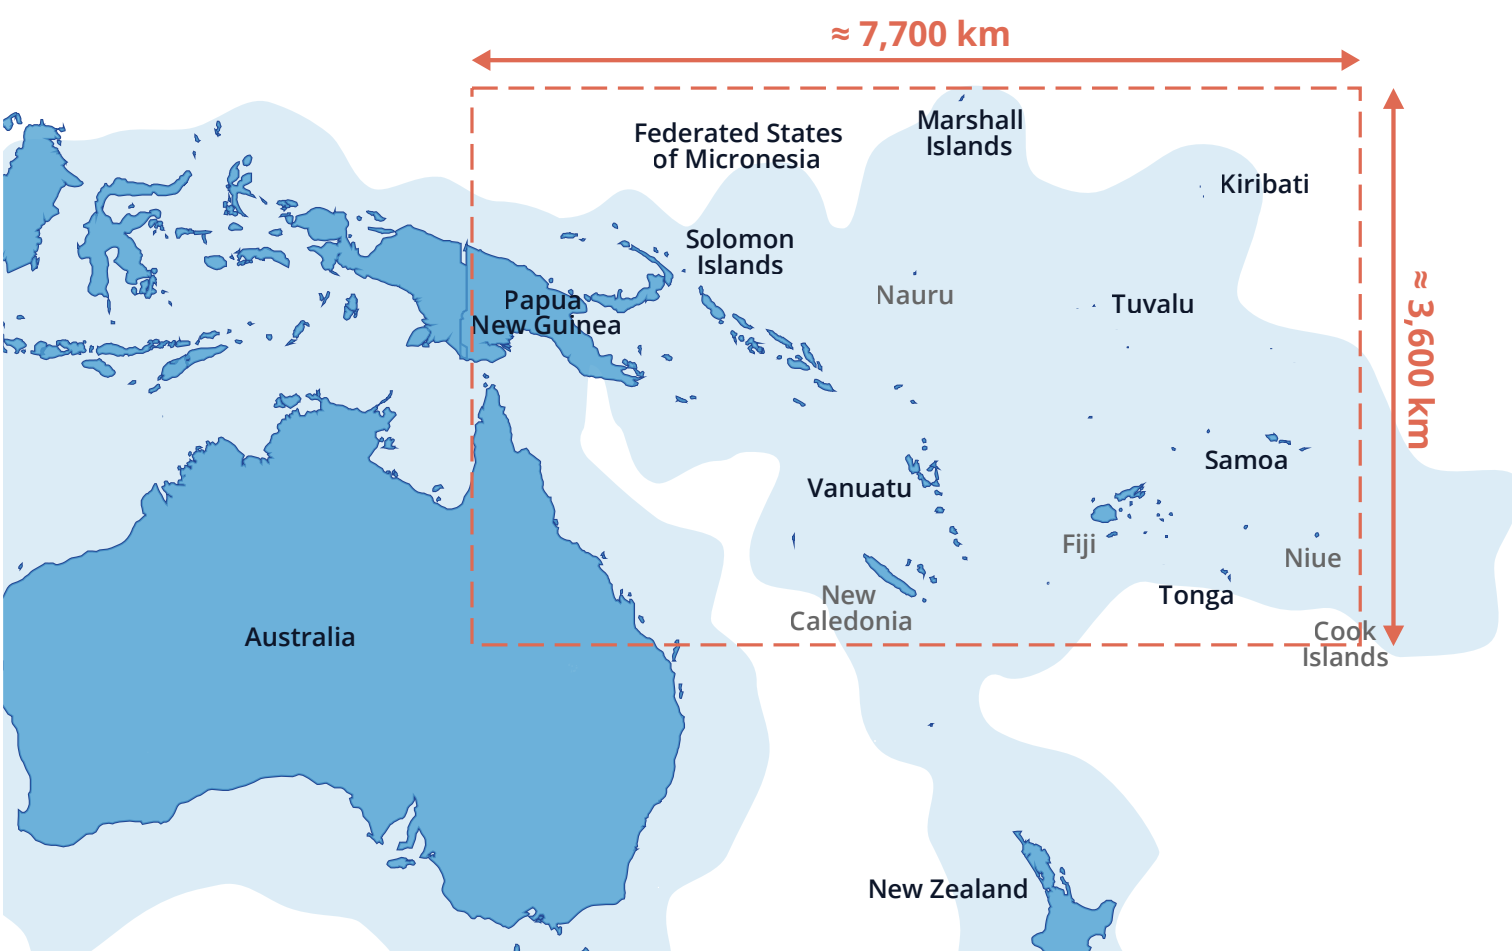 ≈ 7,700 km
Marshall
Islands
Federated States
of Micronesia
Kiribati
Solomon
Islands
Nauru
Papua
New Guinea
Tuvalu
≈ 3,600 km
Samoa
Vanuatu
Fiji
Niue
New
Caledonia
Tonga
Cook
Islands
Australia
New Zealand